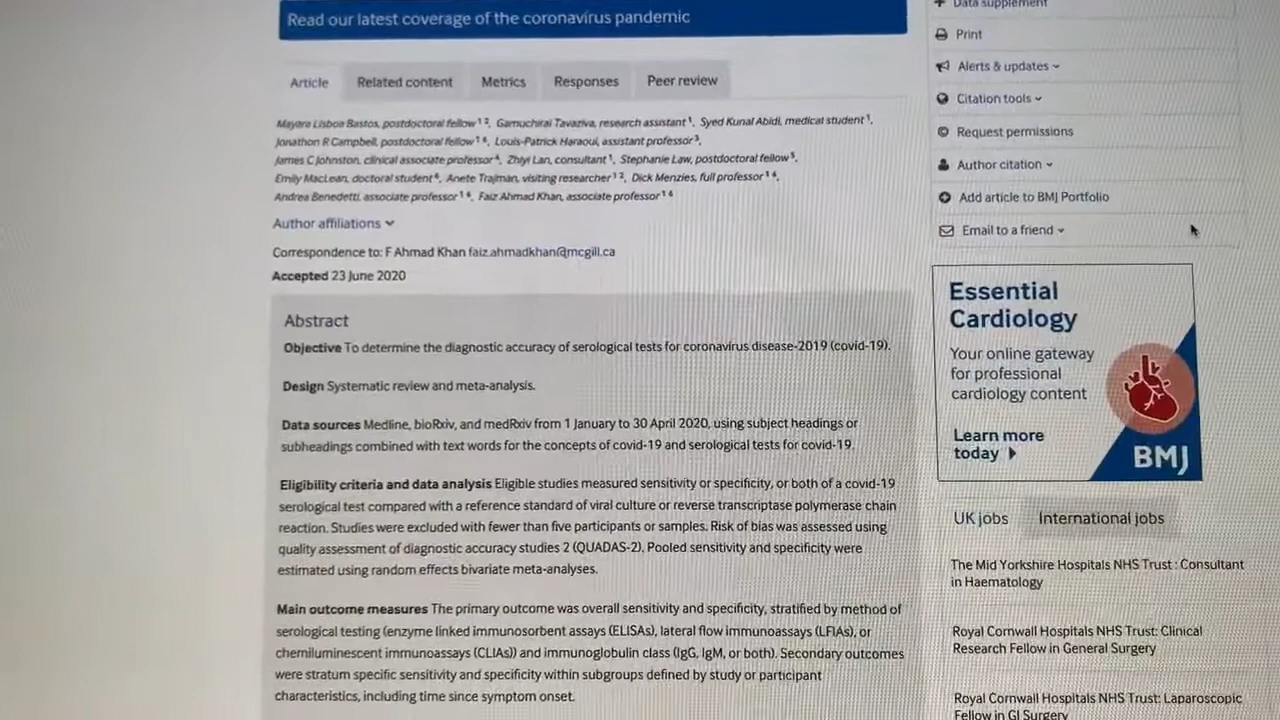 Read our latest coverage of the coronavirus pandemic
Article Related content Metrics Responses Peer review
Mayara Lisboa Bastos, postdoctoral fellow 1 2, Gamuchirai Tavaziva, research assistant 1, Syed Kunal Abidi, medical student 1,
Jonathon R Campbell, postdoctoral fellow 1 6, Louis-Patrick Haraoui, assistant professor 3,
James C Johnston, clinical associate professor 4, Zhiyi Lan, consultant 1, Stephanie Law, postdoctoral fellow 5,
Emily MacLean, doctoral student 6, Anete Trajman, visiting researcher 1 2, Dick Menzies, full professor 1 6,
Andrea Benedetti, associate professor 1 6, Faiz Ahmad Khan, associate professor 1 6
Author affiliations
Correspondence to: F Ahmad Khan faiz.ahmadkhan@mcgill.ca
Accepted 23 June 2020
Abstract
Objective To determine the diagnostic accuracy of serological tests for coronavirus disease-2019 (covid-19).
Design Systematic review and meta-analysis.
Data sources Medline, bioRxiv, and medRxiv from 1 January to 30 April 2020, using subject headings or
subheadings combined with text words for the concepts of covid-19 and serological tests for covid-19.
Eligibility criteria and data analysis Eligible studies measured sensitivity or specificity, or both of a covid-19
serological test compared with a reference standard of viral culture or reverse transcriptase polymerase chain
reaction. Studies were excluded with fewer than five participants or samples. Risk of bias was assessed using
quality assessment of diagnostic accuracy studies 2 (QUADAS-2). Pooled sensitivity and specificity were
estimated using random effects bivariate meta-analyses.
Main outcome measures The primary outcome was overall sensitivity and specificity, stratified by method of
serological testing (enzyme linked immunosorbent assays (ELISAs), lateral flow immunoassays (LFIAs), or
chemiluminescent immunoassays (CLIAs)) and immunoglobulin class (IgG, IgM, or both). Secondary outcomes
were stratum specific sensitivity and specificity within subgroups defined by study or participant
characteristics, including time since symptom onset.
Data supplement
Print
Alerts & updates
Citation tools
Request permissions
Author citation
Add article to BMJ Portfolio
Email to a friend
Essential
Cardiology
Your online gateway
for professional
cardiology content
Learn more
today
BMJ
UK jobs International jobs
The Mid Yorkshire Hospitals NHS Trust : Consultant
in Haematology
Royal Cornwall Hospitals NHS Trust: Clinical
Research Fellow in General Surgery
Royal Cornwall Hospitals NHS Trust: Laparoscopic
Fellow in GI Surgery